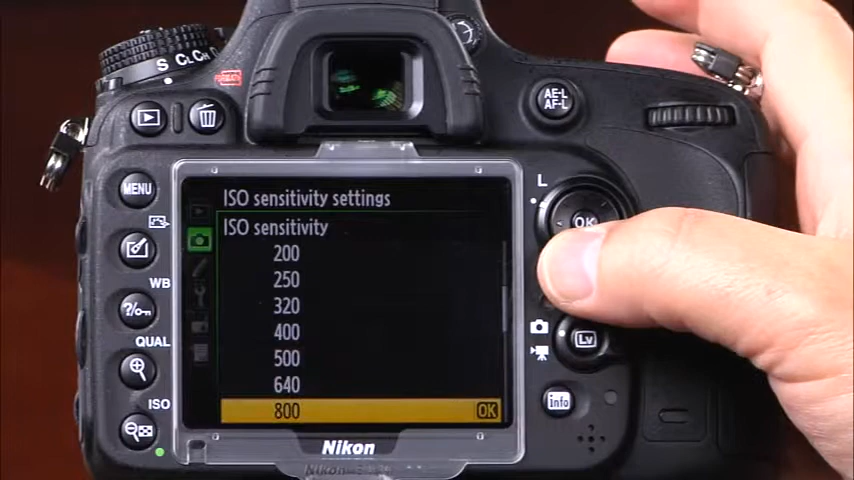 S CL CH
FORMAT
AE-L
AF-L
MENU
ISO sensitivity settings
L
ISO sensitivity
OK
200
WB
250
?/
320
QUAL
400
Lv
500
640
ISO
info
800 OK
Nikon